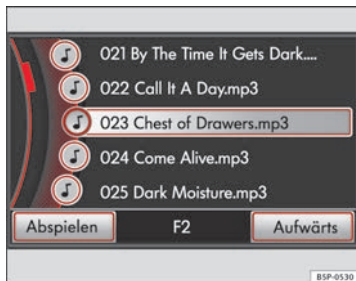 021 By The Time It Gets Dark....
022 Call It A Day.mp3
023 Chest of Drawers.mp3
024 Come Alive.mp3
025 Dark Moisture.mp3
Abspielen F2 Aufwärts
B5P-0530